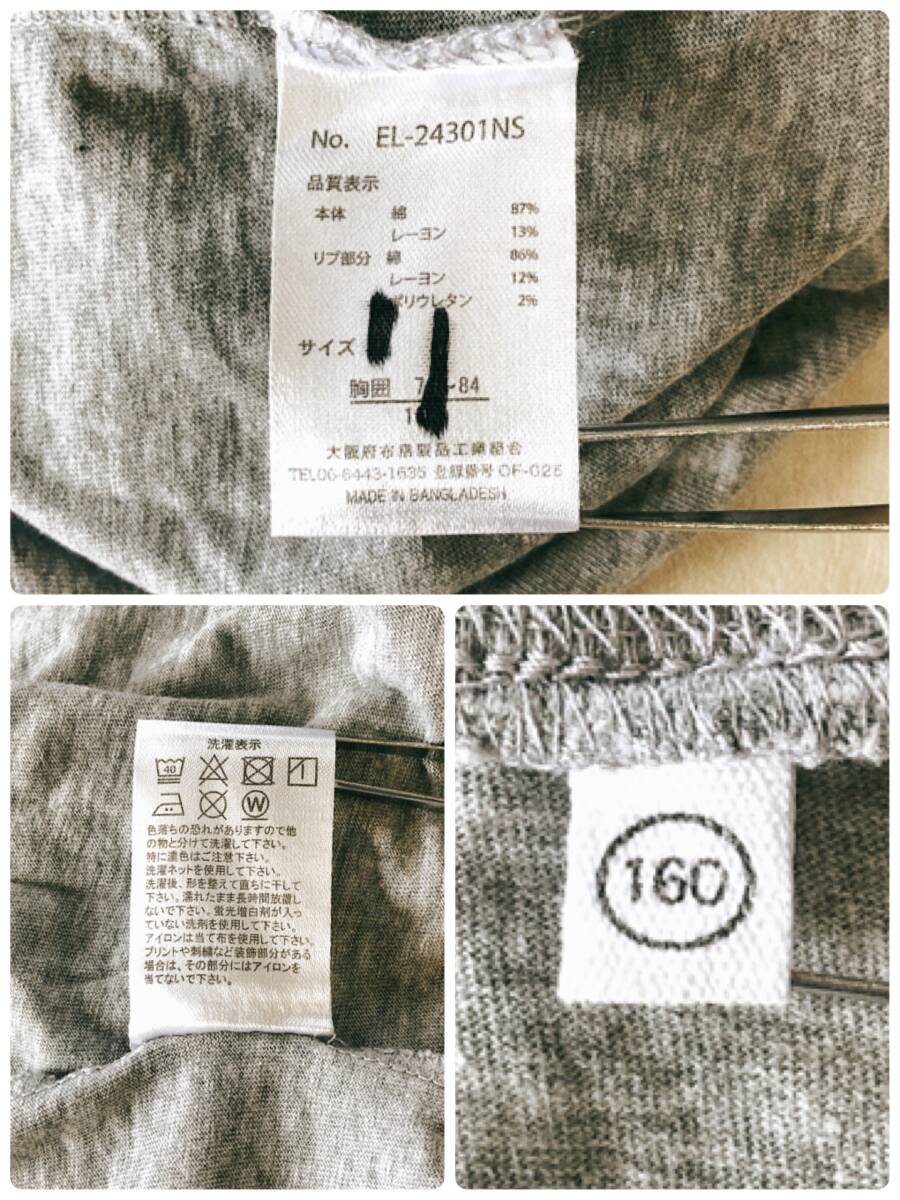 No. EL-24301NS
品質表示
本体 綿 87%
レーヨン 13%
リブ部分 綿 86%
レーヨン 12%
ポリウレタン 2%
サイズ
胸囲 7 ~84
1
大阪府布帛製品工業組合
TEL06-6443-1635 登録番号 OF-025
MADE IN BANGLADESH
洗濯表示
40
W
色落ちの恐れがありますので他
の物と分けて洗濯して下さい。
特に濃色はご注意下さい。
洗濯ネットを使用して下さい。
洗濯後、形を整えて直ちに干して
下さい。濡れたまま長時間放置し
ないで下さい。蛍光増白剤が入っ
ていない洗剤を使用して下さい。
アイロンは当て布を使用して下さい。
プリントや刺繍など装飾部分がある
場合は、その部分にはアイロンを
当てないで下さい。
160